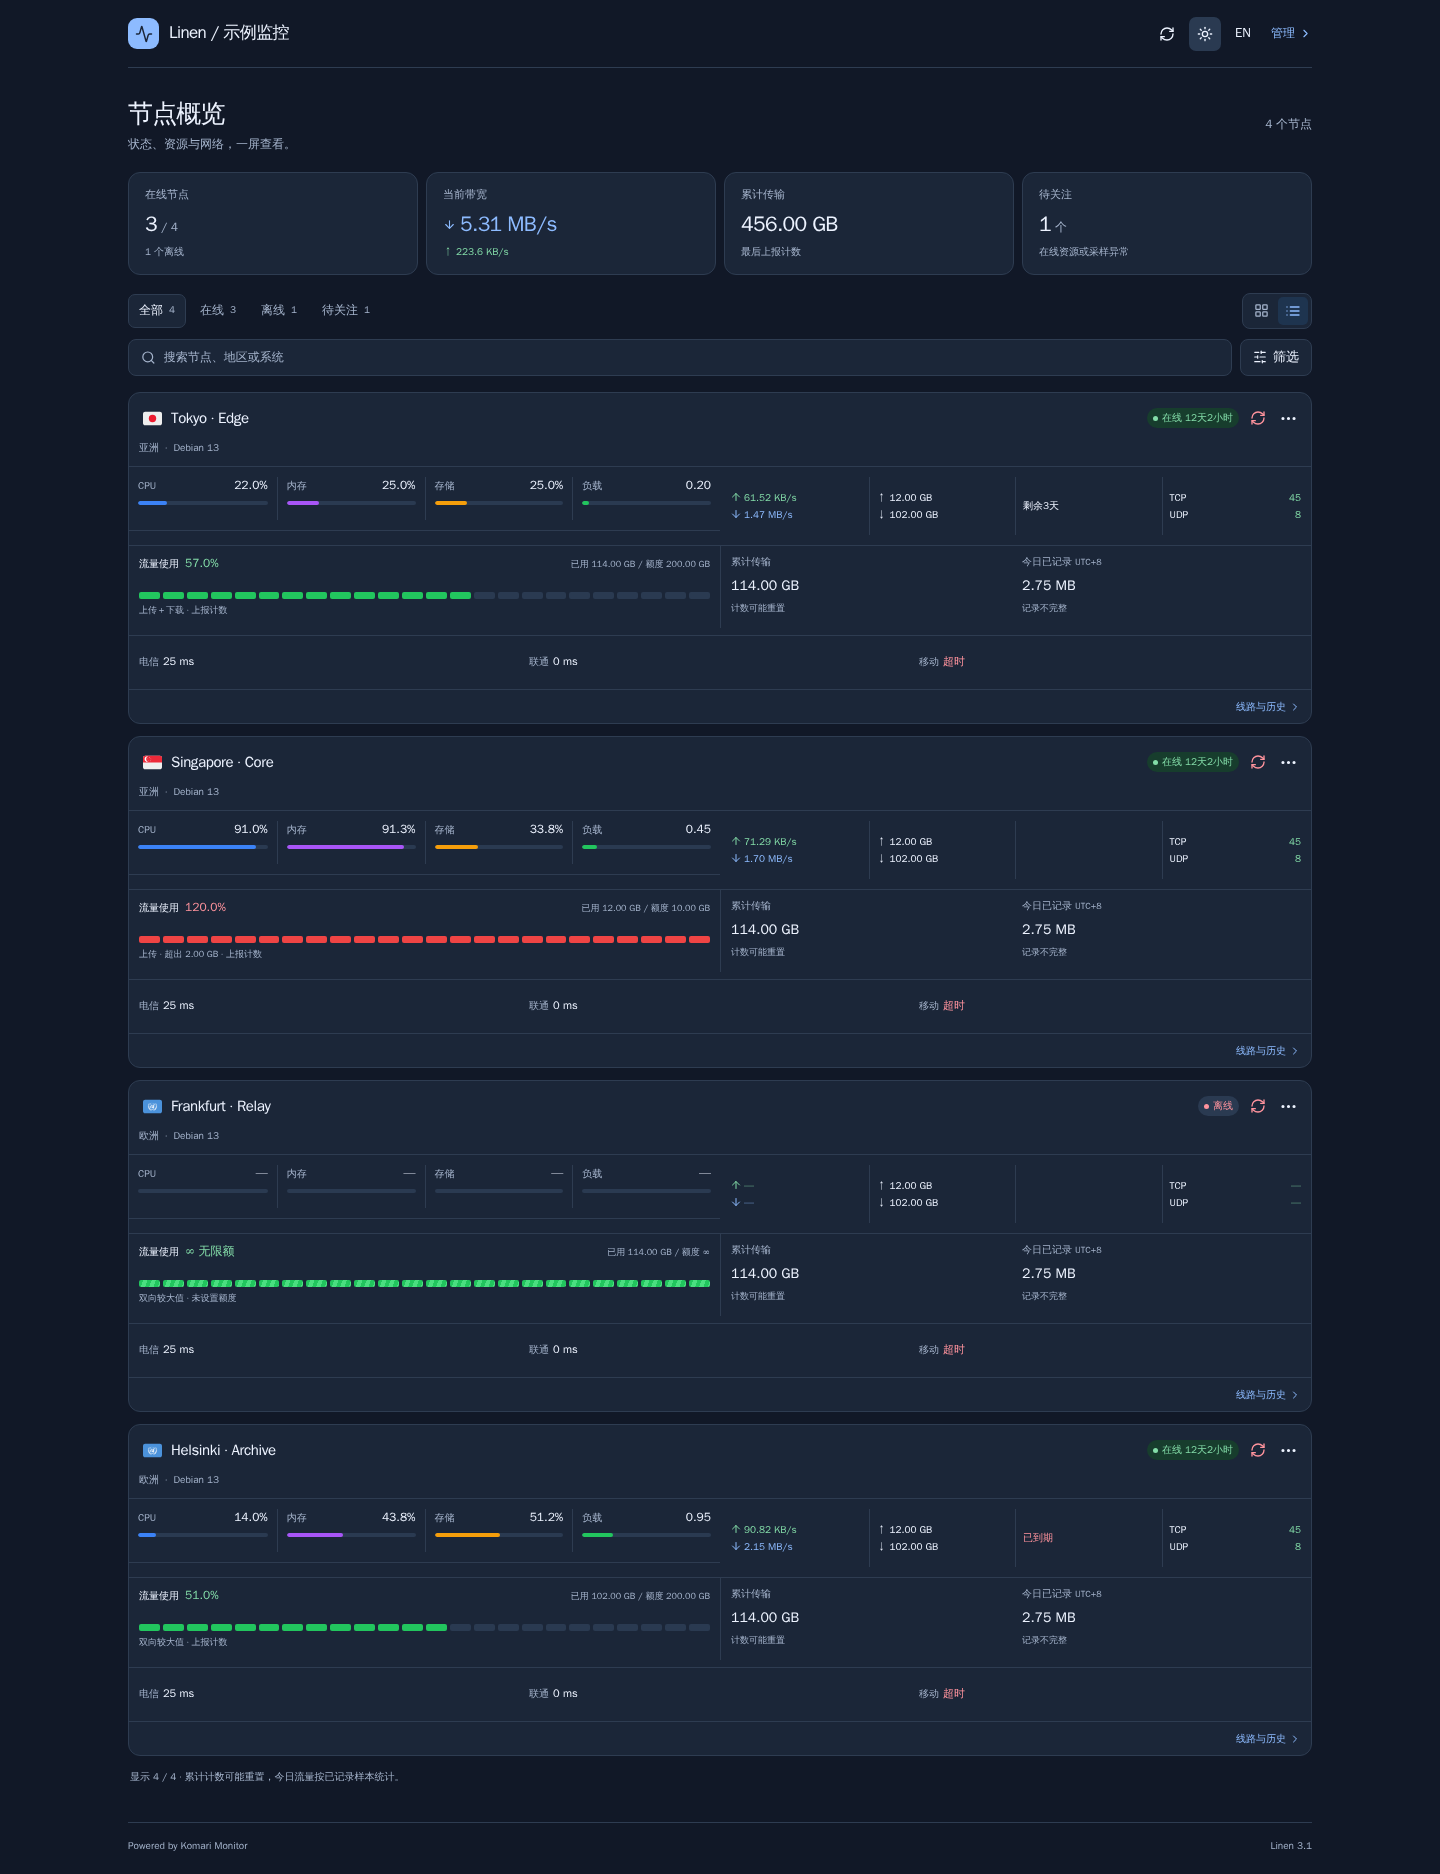 Linen / 示例监控
EN 管理
节点概览
状态、资源与网络，一屏查看。
4 个节点
在线节点
3 / 4
1 个离线
当前带宽
↓ 5.31 MB/s
↑ 223.6 KB/s
累计传输
456.00 GB
最后上报计数
待关注
1 个
在线资源或采样异常
全部 4 在线 3 离线 1 待关注 1
搜索节点、地区或系统
筛选
Tokyo · Edge
在线 12天2小时
亚洲 · Debian 13
CPU 22.0%
内存 25.0%
存储 25.0%
负载 0.20
↑ 61.52 KB/s
↓ 1.47 MB/s
↑ 12.00 GB
↓ 102.00 GB
剩余3天
TCP 45
UDP 8
流量使用 57.0%
已用 114.00 GB / 额度 200.00 GB
上传 + 下载 · 上报计数
累计传输
114.00 GB
计数可能重置
今日已记录 UTC+8
2.75 MB
记录不完整
电信 25 ms
联通 0 ms
移动 超时
线路与历史
Singapore · Core
在线 12天2小时
亚洲 · Debian 13
CPU 91.0%
内存 91.3%
存储 33.8%
负载 0.45
↑ 71.29 KB/s
↓ 1.70 MB/s
↑ 12.00 GB
↓ 102.00 GB
TCP 45
UDP 8
流量使用 120.0%
已用 12.00 GB / 额度 10.00 GB
上传 · 超出 2.00 GB · 上报计数
累计传输
114.00 GB
计数可能重置
今日已记录 UTC+8
2.75 MB
记录不完整
电信 25 ms
联通 0 ms
移动 超时
线路与历史
Frankfurt · Relay
离线
欧洲 · Debian 13
CPU —
内存 —
存储 —
负载 —
↑ —
↓ —
↑ 12.00 GB
↓ 102.00 GB
TCP —
UDP —
流量使用 ∞ 无限额
已用 114.00 GB / 额度 ∞
双向较大值 · 未设置额度
累计传输
114.00 GB
计数可能重置
今日已记录 UTC+8
2.75 MB
记录不完整
电信 25 ms
联通 0 ms
移动 超时
线路与历史
Helsinki · Archive
在线 12天2小时
欧洲 · Debian 13
CPU 14.0%
内存 43.8%
存储 51.2%
负载 0.95
↑ 90.82 KB/s
↓ 2.15 MB/s
↑ 12.00 GB
↓ 102.00 GB
已到期
TCP 45
UDP 8
流量使用 51.0%
已用 102.00 GB / 额度 200.00 GB
双向较大值 · 上报计数
累计传输
114.00 GB
计数可能重置
今日已记录 UTC+8
2.75 MB
记录不完整
电信 25 ms
联通 0 ms
移动 超时
线路与历史
显示 4 / 4 · 累计计数可能重置，今日流量按已记录样本统计。
Powered by Komari Monitor
Linen 3.1